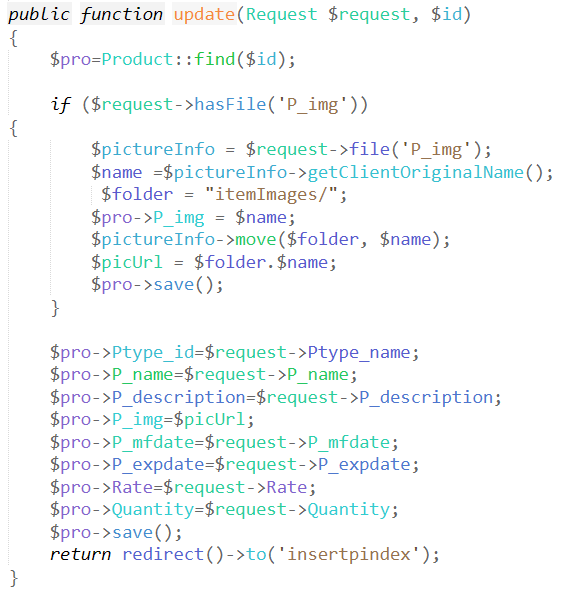 public function update(Request $request, $id)
{
    $pro=Product::find($id);

    if ($request->hasFile('P_img'))
{
        $pictureInfo = $request->file('P_img');
        $name =$pictureInfo->getClientOriginalName();
         $folder = "itemImages/";
        $pro->P_img = $name;
        $pictureInfo->move($folder, $name);
        $picUrl = $folder.$name;
        $pro->save();
    }

    $pro->Ptype_id=$request->Ptype_name;
    $pro->P_name=$request->P_name;
    $pro->P_description=$request->P_description;
    $pro->P_img=$picUrl;
    $pro->P_mfdate=$request->P_mfdate;
    $pro->P_expdate=$request->P_expdate;
    $pro->Rate=$request->Rate;
    $pro->Quantity=$request->Quantity;
    $pro->save();
    return redirect()->to('insertpindex');
}